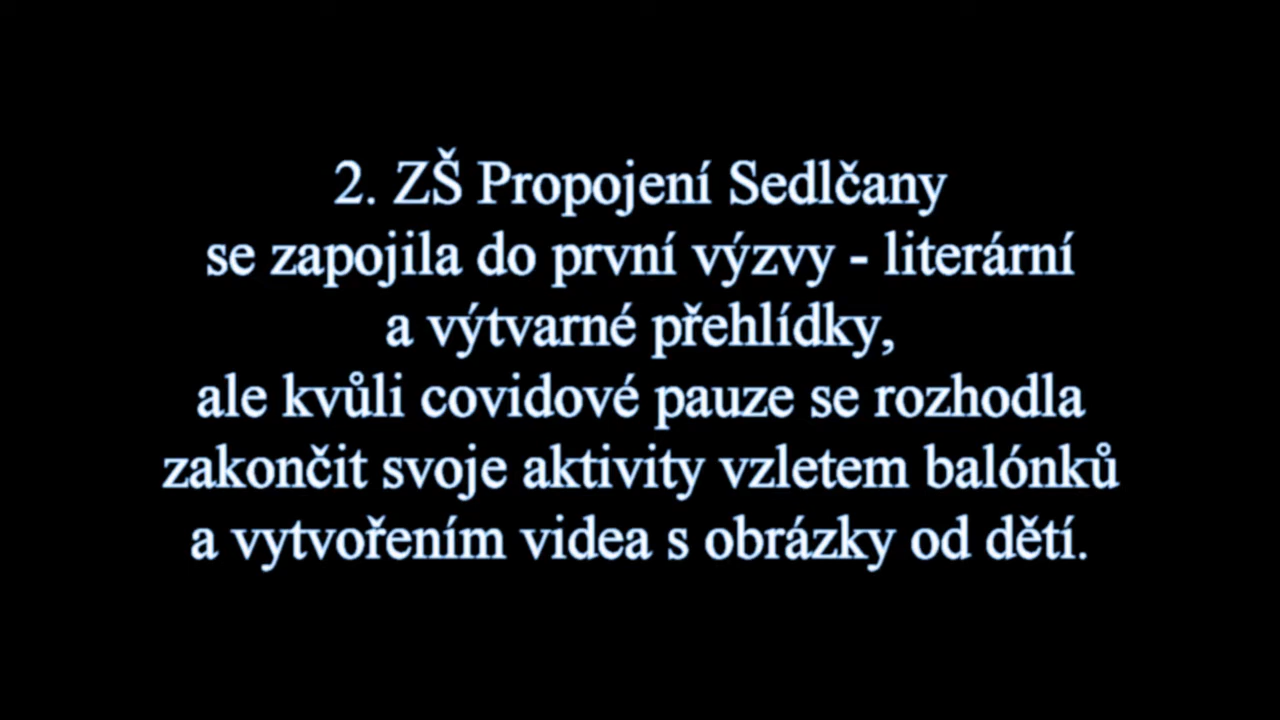 2. ZŠ Propojení Sedlčany
se zapojila do první výzvy - literární
a výtvarné přehlídky,
ale kvůli covidové pauze se rozhodla
zakončit svoje aktivity vzletem balónků
a vytvořením videa s obrázky od dětí.